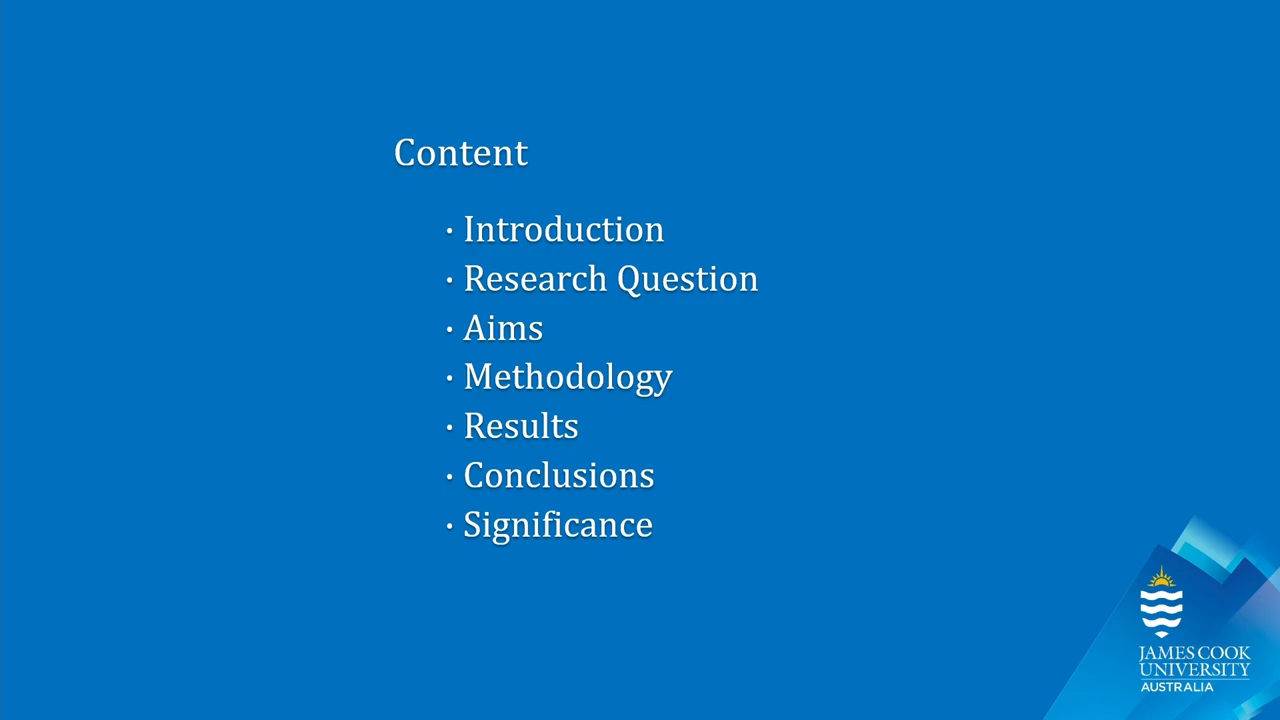 Content
· Introduction
· Research Question
· Aims
· Methodology
· Results
· Conclusions
· Significance
JAMES COOK
UNIVERSITY
AUSTRALIA